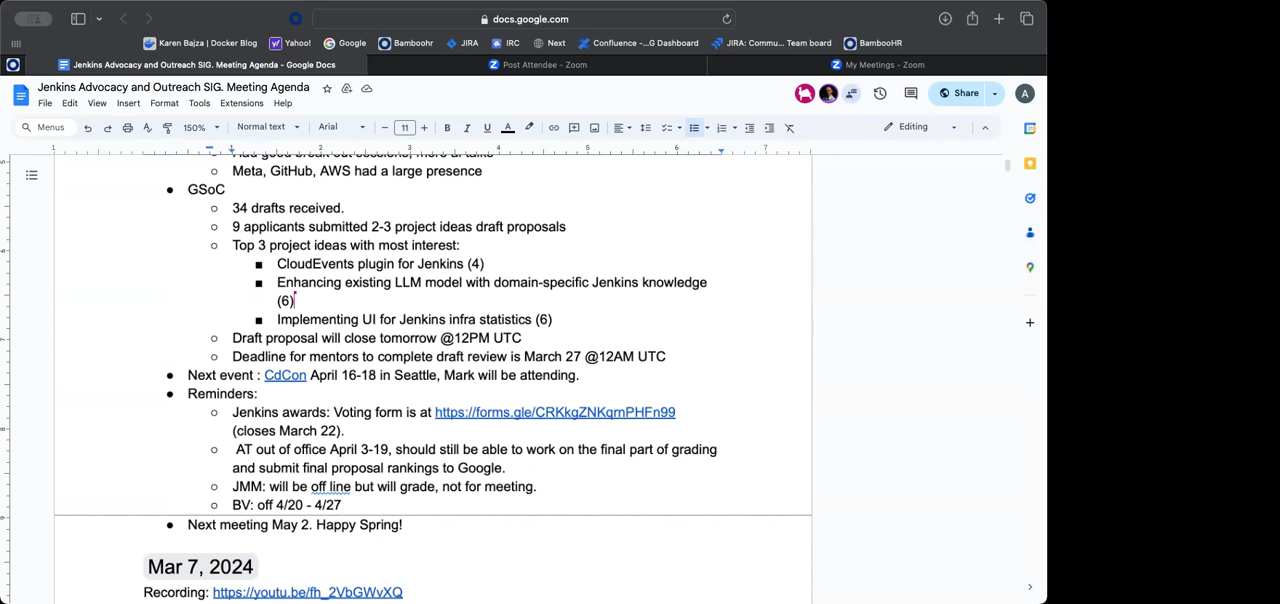 docs.google.com
Karen Bajza | Docker Blog
Yahoo!
Google
Bamboohr
JIRA
IRC
Next
Confluence ...G Dashboard
JIRA: Commu... Team board
BambooHR
Jenkins Advocacy and Outreach SIG. Meeting Agenda - Google Docs
Post Attendee - Zoom
My Meetings - Zoom
Jenkins Advocacy and Outreach SIG. Meeting Agenda
File Edit View Insert Format Tools Extensions Help
Share
A
Menus
150%
Normal text
Arial
11
B I U A
Editing
1 1 2 3 4 5 6 7
Meta, GitHub, AWS had a large presence
GSoC
34 drafts received.
9 applicants submitted 2-3 project ideas draft proposals
Top 3 project ideas with most interest:
CloudEvents plugin for Jenkins (4)
Enhancing existing LLM model with domain-specific Jenkins knowledge
(6)
Implementing UI for Jenkins infra statistics (6)
Draft proposal will close tomorrow @12PM UTC
Deadline for mentors to complete draft review is March 27 @12AM UTC
Next event : CdCon April 16-18 in Seattle, Mark will be attending.
Reminders:
Jenkins awards: Voting form is at https://forms.gle/CRKkgZNKqrnPHFn99
(closes March 22).
AT out of office April 3-19, should still be able to work on the final part of grading
and submit final proposal rankings to Google.
JMM: will be off line but will grade, not for meeting.
BV: off 4/20 - 4/27
Next meeting May 2. Happy Spring!
Mar 7, 2024
Recording: https://youtu.be/fh_2VbGWvXQ